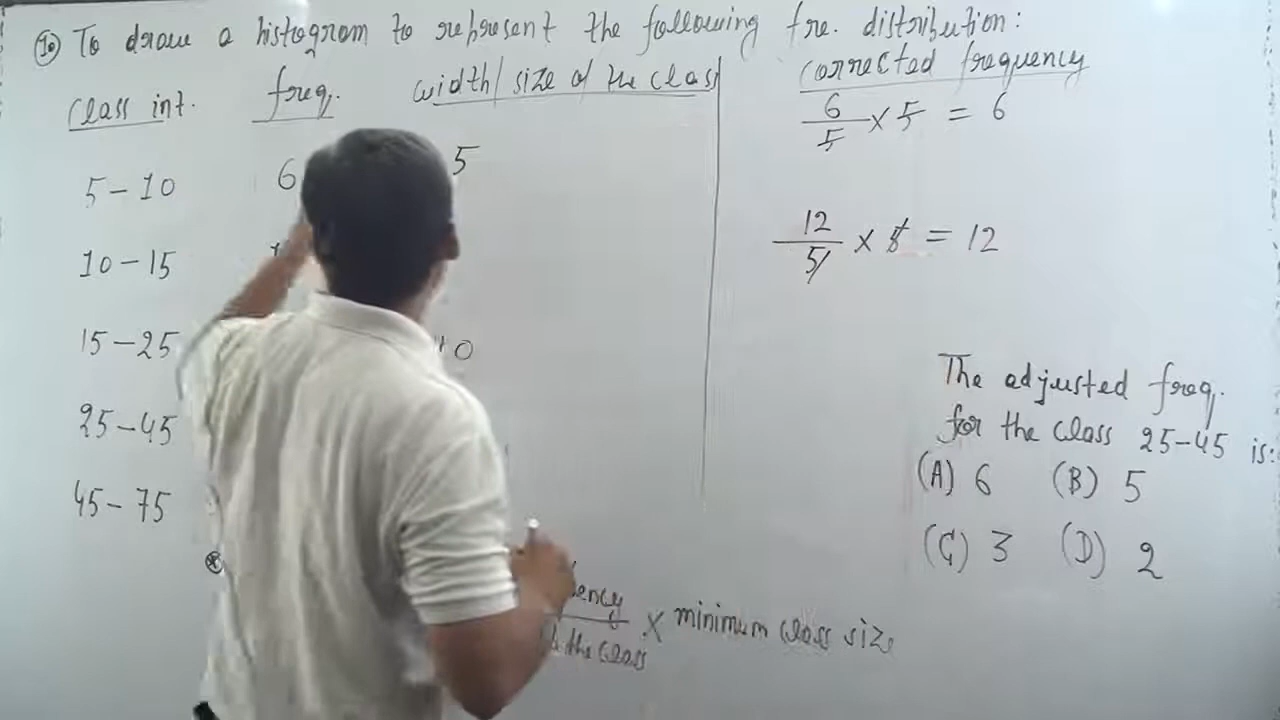 10 To draw a histogram to represent the following fre. distribution:
class int. freq. width/size of the class corrected frequency
5-10 6 5 6/5 × 5 = 6
10-15 12/5 × 5 = 12
15-25 10
25-45
45-75
The adjusted freq.
for the class 25-45 is:
(A) 6 (B) 5
(C) 3 (D) 2
× minimum class size
the class